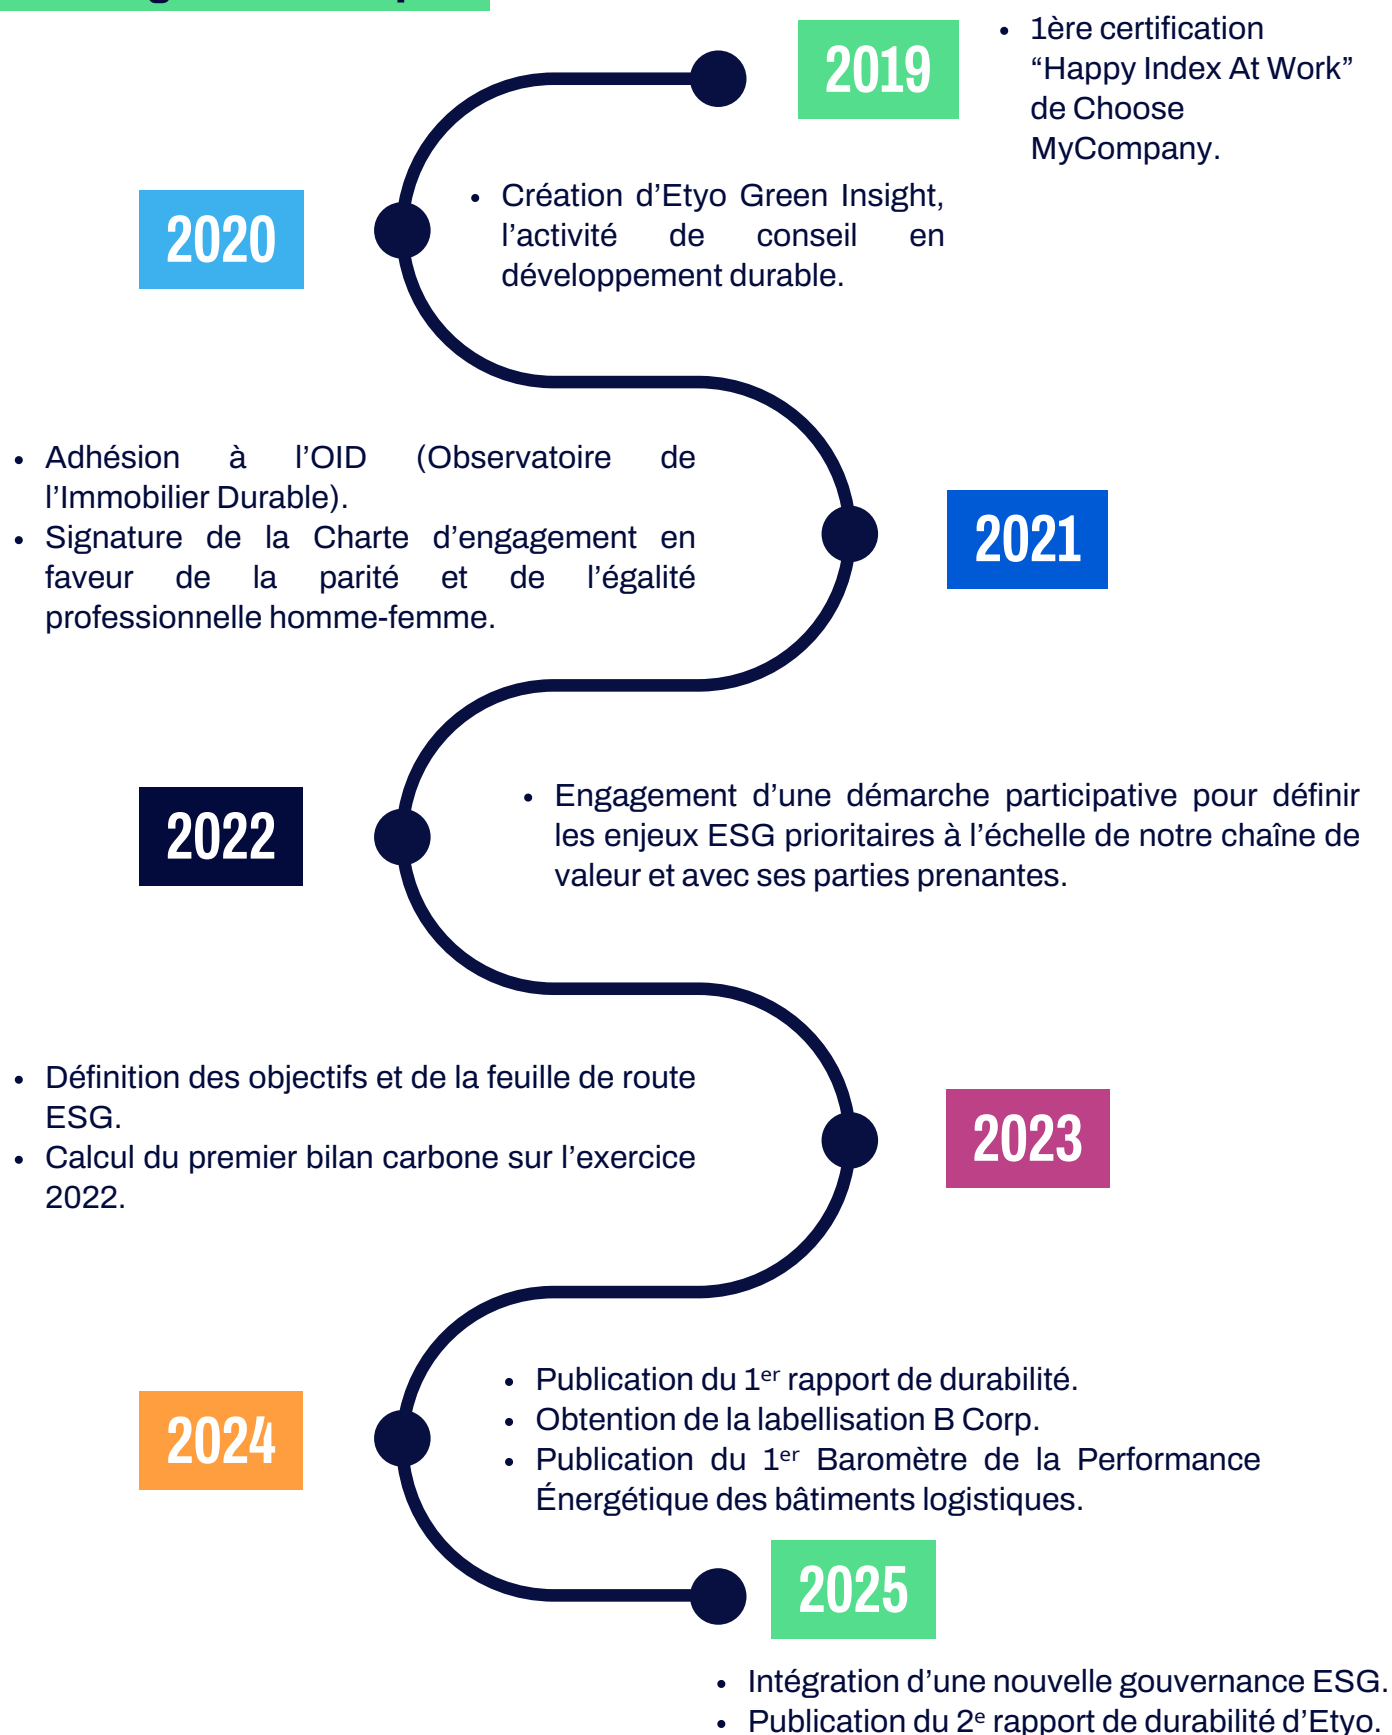 2019
• 1ère certification
“Happy Index At Work”
de Choose
MyCompany.
2020
• Création d’Etyo Green Insight,
l’activité de conseil en
développement durable.
• Adhésion à l’OID (Observatoire de
l’Immobilier Durable).
• Signature de la Charte d’engagement en
faveur de la parité et de l’égalité
professionnelle homme-femme.
2021
2022
• Engagement d’une démarche participative pour définir
les enjeux ESG prioritaires à l’échelle de notre chaîne de
valeur et avec ses parties prenantes.
• Définition des objectifs et de la feuille de route
ESG.
• Calcul du premier bilan carbone sur l’exercice
2022.
2023
2024
• Publication du 1er rapport de durabilité.
• Obtention de la labellisation B Corp.
• Publication du 1er Baromètre de la Performance
Énergétique des bâtiments logistiques.
2025
• Intégration d’une nouvelle gouvernance ESG.
• Publication du 2e rapport de durabilité d’Etyo.